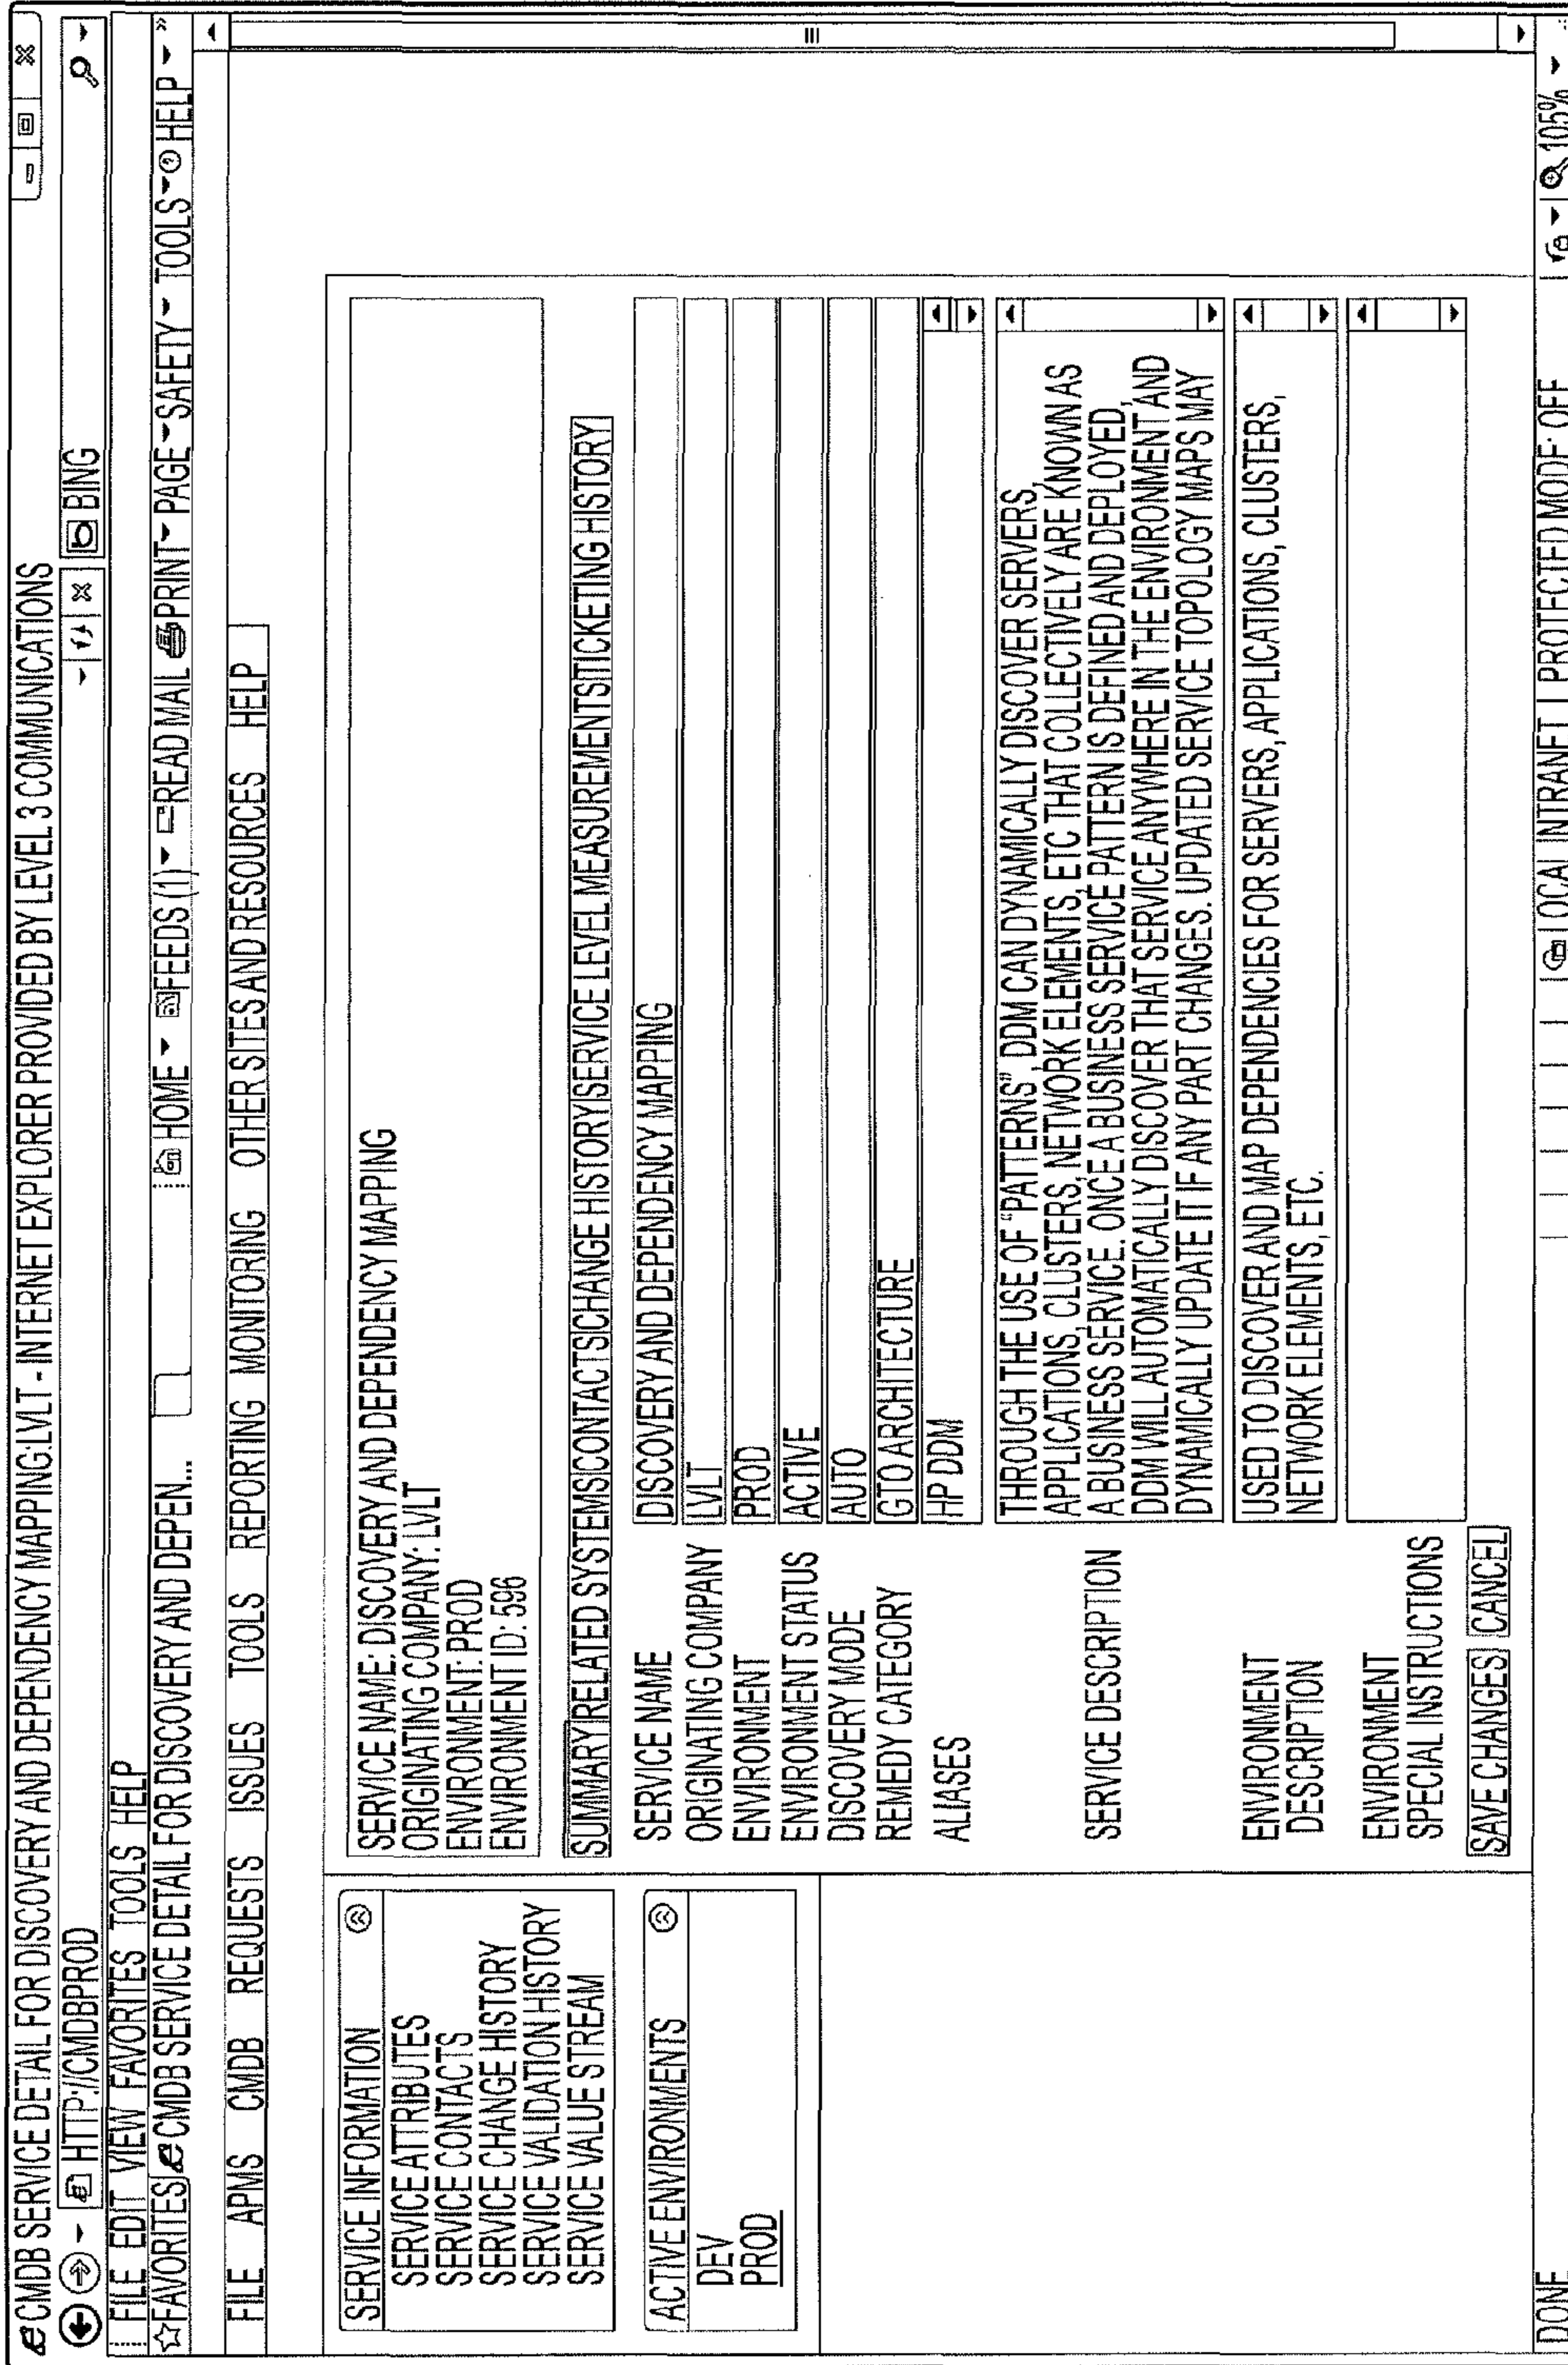 CMDB SERVICE DETAIL FOR DISCOVERY AND DEPENDENCY MAPPING:LVLT - INTERNET EXPLORER PROVIDED BY LEVEL 3 COMMUNICATIONS
HTTP://CMDBPROD
BING
FILE EDIT VIEW FAVORITES TOOLS HELP
FAVORITES CMDB SERVICE DETAIL FOR DISCOVERY AND DEPEN... HOME FEEDS (1) READ MAIL PRINT PAGE SAFETY TOOLS HELP
FILE APMS CMDB REQUESTS ISSUES TOOLS REPORTING MONITORING OTHER SITES AND RESOURCES HELP
SERVICE INFORMATION
SERVICE ATTRIBUTES
SERVICE CONTACTS
SERVICE CHANGE HISTORY
SERVICE VALIDATION HISTORY
SERVICE VALUE STREAM
ACTIVE ENVIRONMENTS
DEV
PROD
SERVICE NAME: DISCOVERY AND DEPENDENCY MAPPING
ORIGINATING COMPANY: LVLT
ENVIRONMENT: PROD
ENVIRONMENT ID: 596
SUMMARY|RELATED SYSTEMS|CONTACTS|CHANGE HISTORY|SERVICE LEVEL MEASUREMENTS|TICKETING HISTORY
SERVICE NAME DISCOVERY AND DEPENDENCY MAPPING
ORIGINATING COMPANY LVLT
ENVIRONMENT PROD
ENVIRONMENT STATUS ACTIVE
DISCOVERY MODE AUTO
REMEDY CATEGORY GTO ARCHITECTURE
ALIASES HP DDM
SERVICE DESCRIPTION
THROUGH THE USE OF "PATTERNS", DDM CAN DYNAMICALLY DISCOVER SERVERS,
APPLICATIONS, CLUSTERS, NETWORK ELEMENTS, ETC THAT COLLECTIVELY ARE KNOWN AS
A BUSINESS SERVICE. ONCE A BUSINESS SERVICE PATTERN IS DEFINED AND DEPLOYED,
DDM WILL AUTOMATICALLY DISCOVER THAT SERVICE ANYWHERE IN THE ENVIRONMENT AND
DYNAMICALLY UPDATE IT IF ANY PART CHANGES. UPDATED SERVICE TOPOLOGY MAPS MAY
ENVIRONMENT
DESCRIPTION
USED TO DISCOVER AND MAP DEPENDENCIES FOR SERVERS, APPLICATIONS, CLUSTERS,
NETWORK ELEMENTS, ETC.
ENVIRONMENT
SPECIAL INSTRUCTIONS
SAVE CHANGES CANCEL
DONE LOCAL INTRANET | PROTECTED MODE: OFF 105%